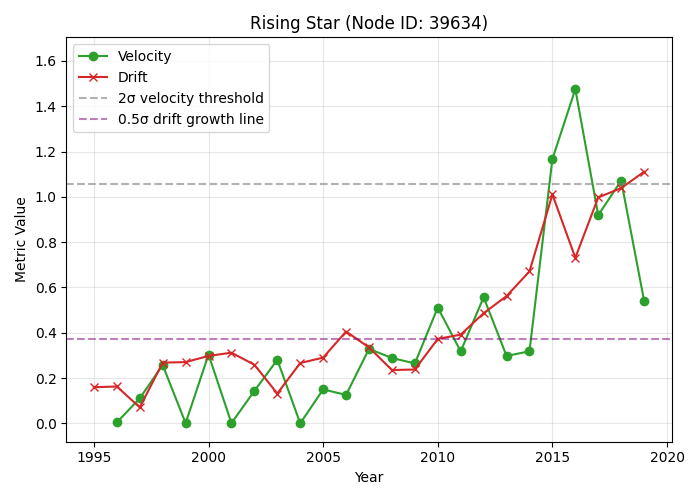 Rising Star (Node ID: 39634)
Velocity
Drift
2σ velocity threshold
0.5σ drift growth line
Metric Value
1.6
1.4
1.2
1.0
0.8
0.6
0.4
0.2
0.0
1995 2000 2005 2010 2015 2020
Year